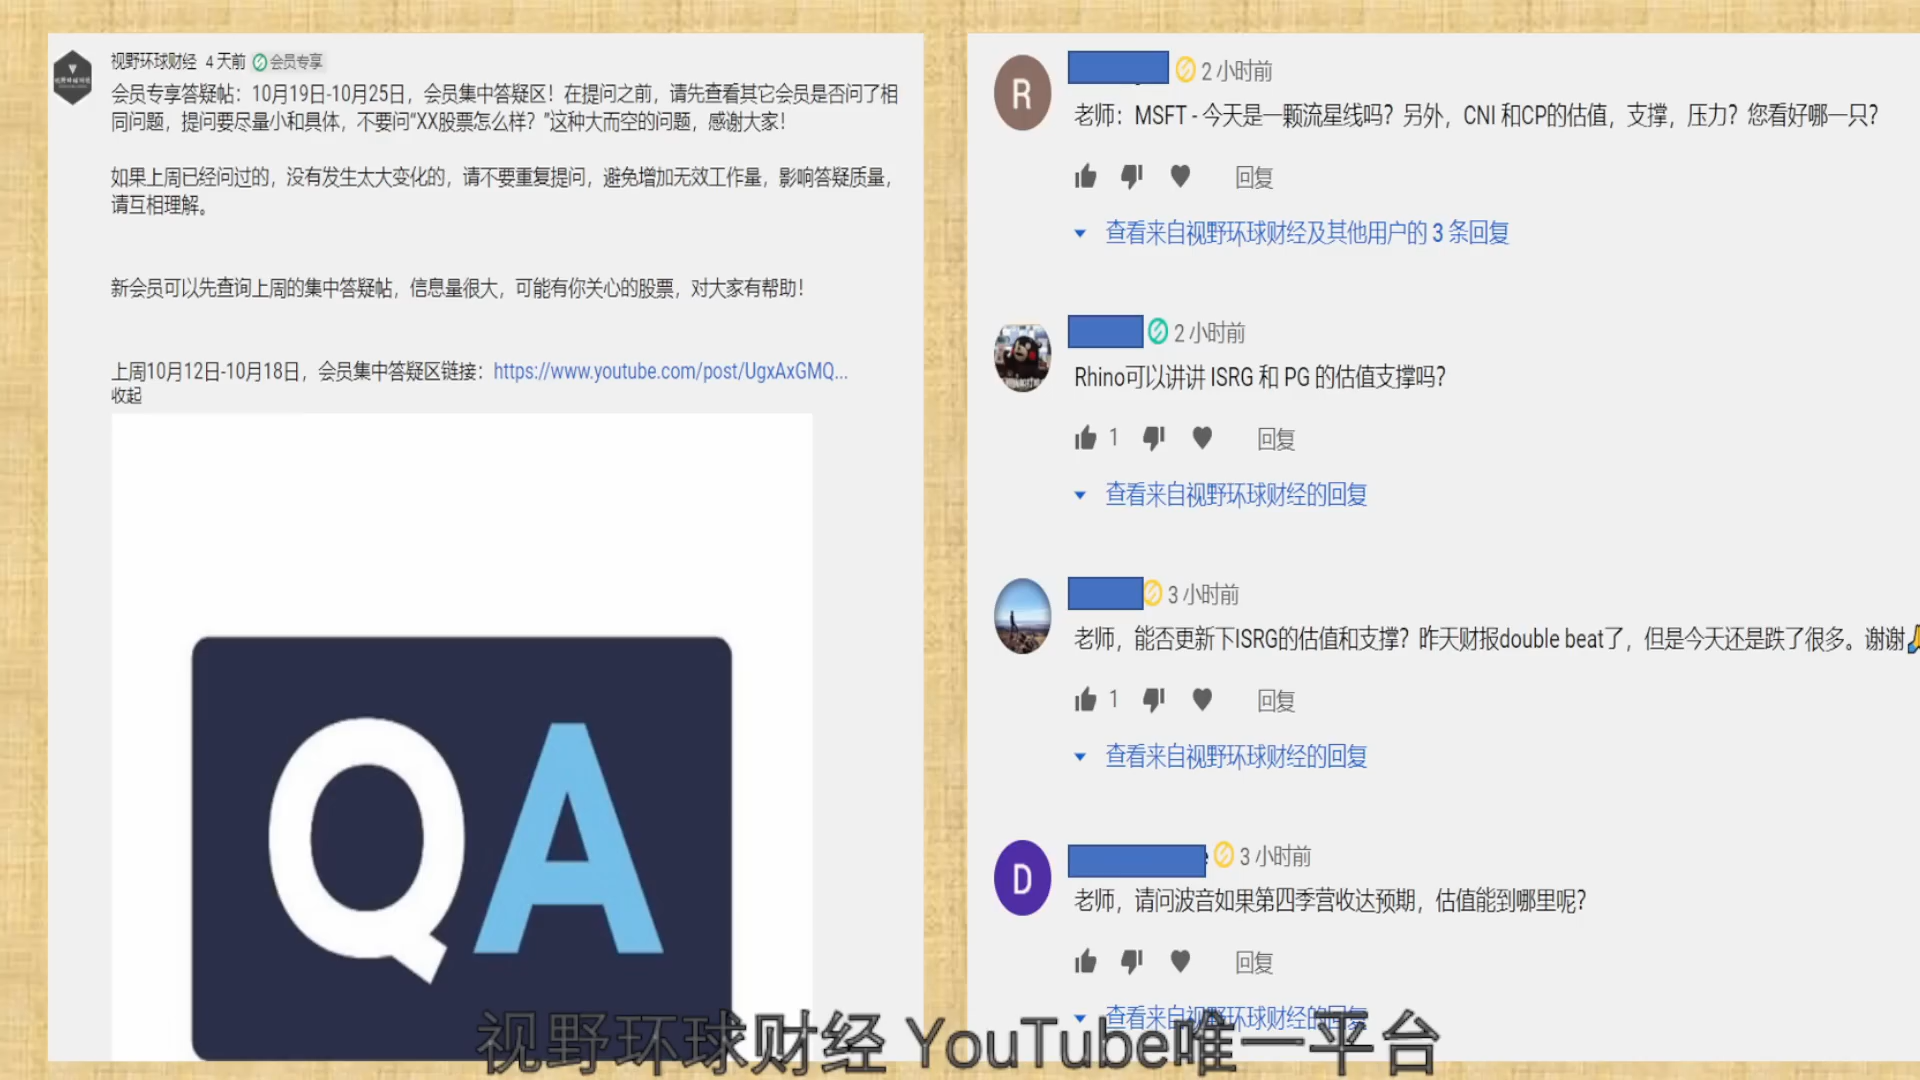 视野环球财经 4 天前 会员专享
会员专享答疑帖：10月19日-10月25日，会员集中答疑区！在提问之前，请先查看其它会员是否问了相
同问题，提问要尽量小和具体，不要问“XX股票怎么样？”这种大而空的问题，感谢大家！
如果上周已经问过的，没有发生太大变化的，请不要重复提问，避免增加无效工作量，影响答疑质量，
请互相理解。
新会员可以先查询上周的集中答疑帖，信息量很大，可能有你关心的股票，对大家有帮助！
上周10月12日-10月18日，会员集中答疑区链接：https://www.youtube.com/post/UgxAxGMQ...
收起
QA
R
2 小时前
老师：MSFT - 今天是一颗流星线吗？另外，CNI 和CP的估值，支撑，压力？您看好哪一只？
回复
查看来自视野环球财经及其他用户的 3 条回复
2 小时前
Rhino可以讲讲 ISRG 和 PG 的估值支撑吗？
1 回复
查看来自视野环球财经的回复
3 小时前
老师，能否更新下ISRG的估值和支撑？昨天财报double beat了，但是今天还是跌了很多。谢谢
1 回复
查看来自视野环球财经的回复
D
3 小时前
老师，请问波音如果第四季营收达预期，估值能到哪里呢？
回复
查看来自视野环球财经的回复
视野环球财经 YouTube唯一平台